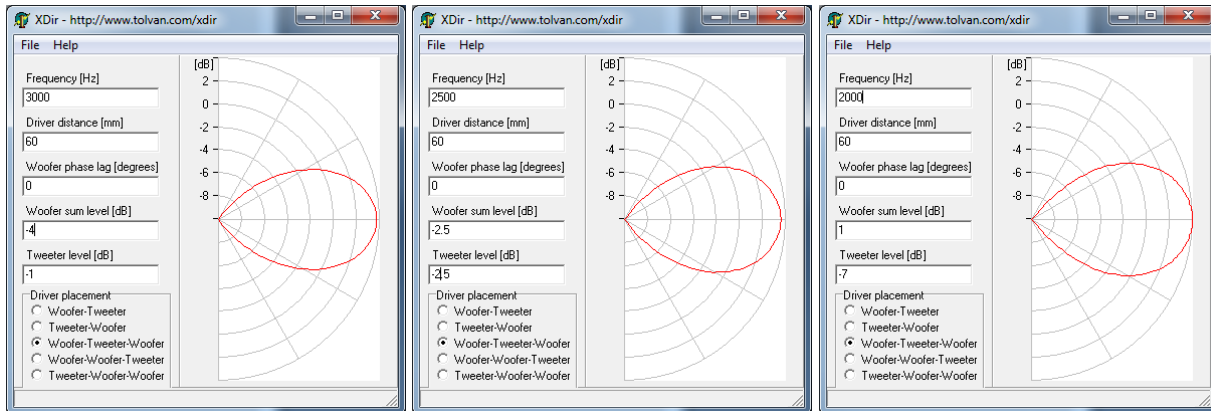 XDir - http://www.tolvan.com/xdir
File Help
Frequency [Hz]
3000
Driver distance [mm]
60
Woofer phase lag [degrees]
0
Woofer sum level [dB]
-4
Tweeter level [dB]
-1
Driver placement
Woofer-Tweeter
Tweeter-Woofer
Woofer-Tweeter-Woofer
Woofer-Woofer-Tweeter
Tweeter-Woofer-Woofer
[dB]
2
0
-2
-4
-6
-8
XDir - http://www.tolvan.com/xdir
File Help
Frequency [Hz]
2500
Driver distance [mm]
60
Woofer phase lag [degrees]
0
Woofer sum level [dB]
-2.5
Tweeter level [dB]
-2.5
Driver placement
Woofer-Tweeter
Tweeter-Woofer
Woofer-Tweeter-Woofer
Woofer-Woofer-Tweeter
Tweeter-Woofer-Woofer
[dB]
2
0
-2
-4
-6
-8
XDir - http://www.tolvan.com/xdir
File Help
Frequency [Hz]
2000
Driver distance [mm]
60
Woofer phase lag [degrees]
0
Woofer sum level [dB]
1
Tweeter level [dB]
-7
Driver placement
Woofer-Tweeter
Tweeter-Woofer
Woofer-Tweeter-Woofer
Woofer-Woofer-Tweeter
Tweeter-Woofer-Woofer
[dB]
2
0
-2
-4
-6
-8